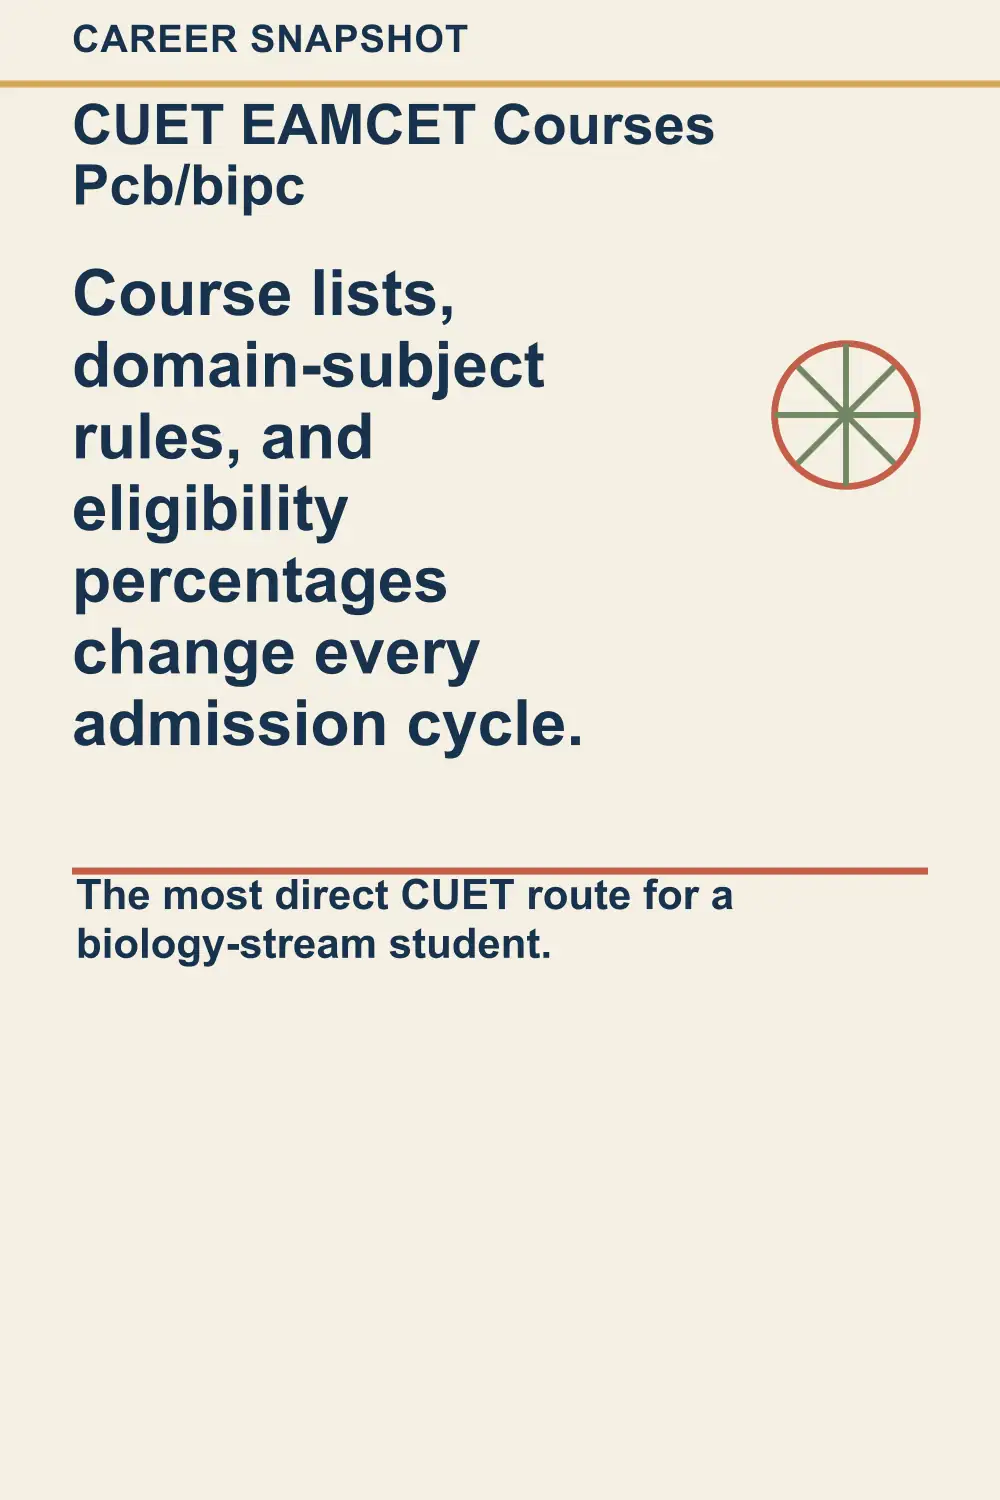 CAREER SNAPSHOT
CUET EAMCET Courses
Pcb/bipc
Course lists,
domain-subject
rules, and
eligibility
percentages
change every
admission cycle.
The most direct CUET route for a
biology-stream student.